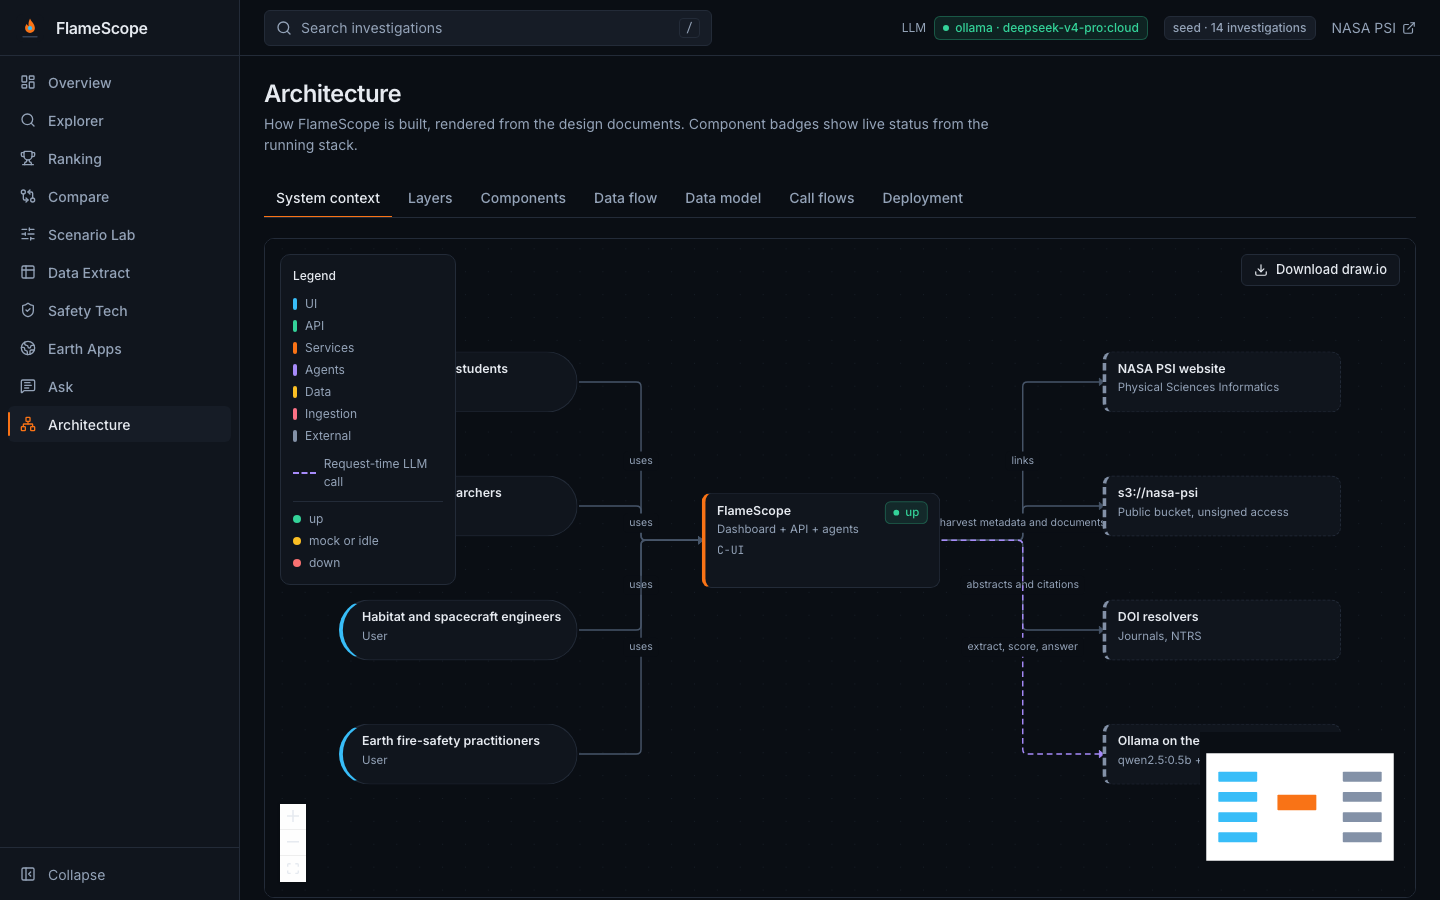 FlameScope
Search investigations
/
LLM
ollama · deepseek-v4-pro:cloud
seed · 14 investigations
NASA PSI
Overview
Explorer
Ranking
Compare
Scenario Lab
Data Extract
Safety Tech
Earth Apps
Ask
Architecture
Collapse
Architecture
How FlameScope is built, rendered from the design documents. Component badges show live status from the
running stack.
System context
Layers
Components
Data flow
Data model
Call flows
Deployment
Download draw.io
Legend
UI
API
Services
Agents
Data
Ingestion
External
Request-time LLM
call
up
mock or idle
down
students
archers
Habitat and spacecraft engineers
User
Earth fire-safety practitioners
User
uses
uses
uses
uses
FlameScope
up
Dashboard + API + agents
C-UI
links
harvest metadata and documents
abstracts and citations
extract, score, answer
NASA PSI website
Physical Sciences Informatics
s3://nasa-psi
Public bucket, unsigned access
DOI resolvers
Journals, NTRS
Ollama on the
qwen2.5:0.5b +